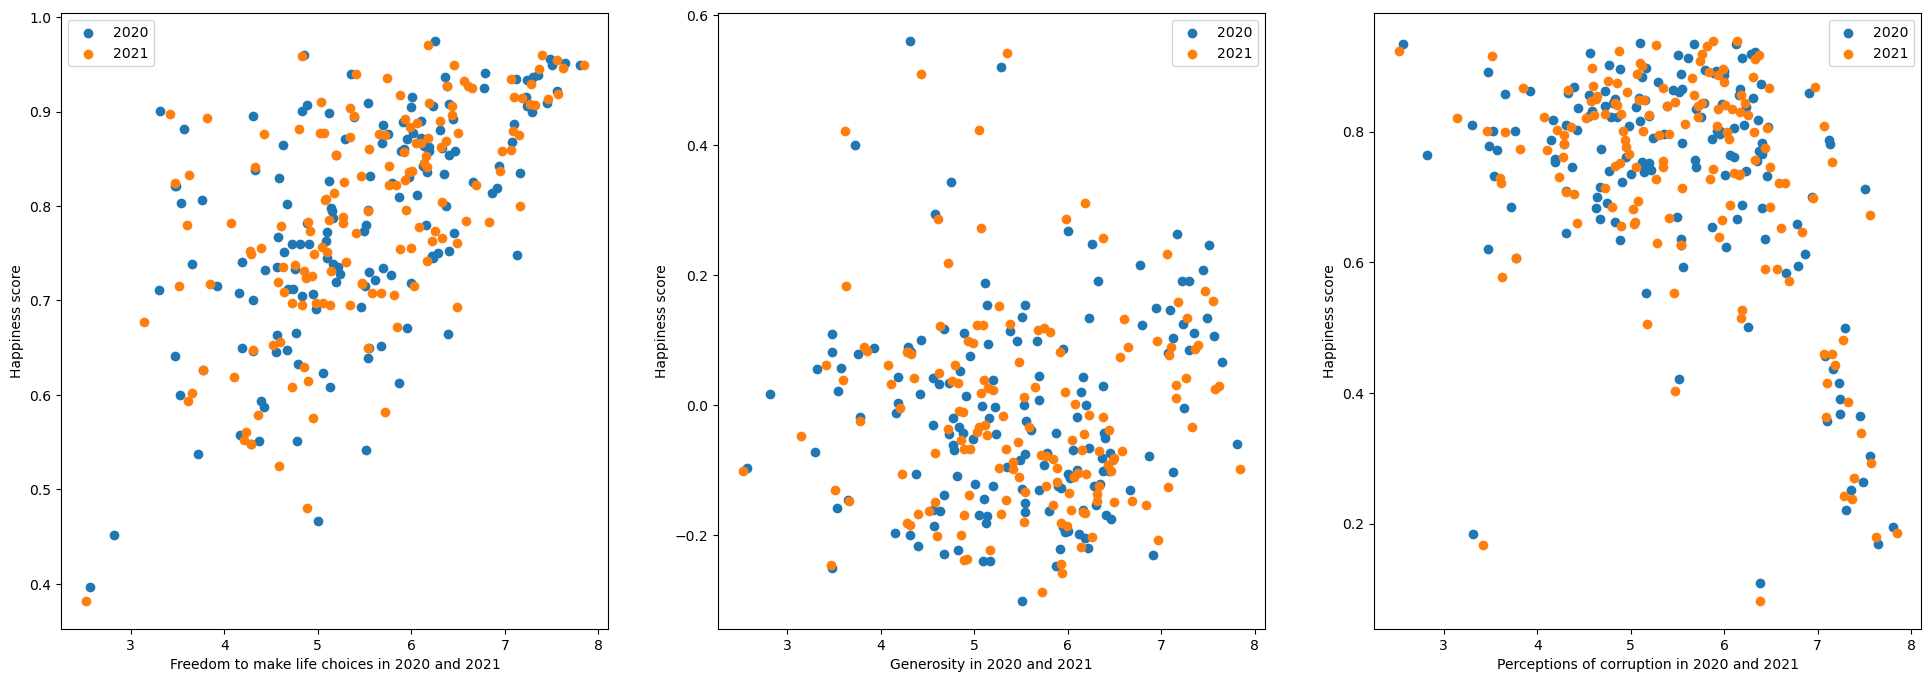 1.0
0.9
0.8
0.7
0.6
0.5
0.4
Happiness score
2020
2021
3 4 5 6 7 8
Freedom to make life choices in 2020 and 2021
0.6
0.4
0.2
0.0
−0.2
Happiness score
2020
2021
3 4 5 6 7 8
Generosity in 2020 and 2021
0.8
0.6
0.4
0.2
Happiness score
2020
2021
3 4 5 6 7 8
Perceptions of corruption in 2020 and 2021